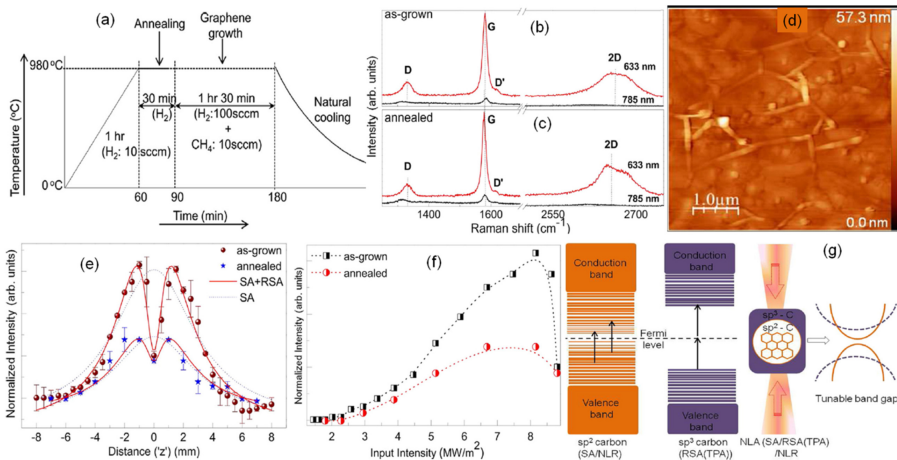 (a)
Annealing
Graphene
growth
980 ºC
30 min
(H₂)
1 hr 30 min
(H₂:100sccm
+
CH₄: 10sccm)
1 hr
(H₂: 10 sccm)
Natural
cooling
0 ºC
60
90
180
Time (min)
Temperature (ºC)
as-grown
(b)
G
D
D'
2D
633 nm
785 nm
annealed
(c)
G
D
D'
2D
633 nm
785 nm
1400
1600
2550
2700
Raman shift (cm⁻¹)
Intensity (arb. units)
(d)
57.3 nm
1.0µm
0.0 nm
(e)
as-grown
annealed
SA+RSA
SA
-8 -6 -4 -2 0 2 4 6 8
Distance ('z') (mm)
Normalized Intensity (arb. units)
(f)
as-grown
annealed
2 3 4 5 6 7 8
Input Intensity (MW/m²)
Normalized Intensity (arb. units)
Conduction
band
Fermi
level
Valence
band
sp² carbon
(SA/NLR)
Conduction
band
Valence
band
sp³ carbon
(RSA(TPA))
(g)
sp³ - C
sp² - C
NLA (SA/RSA(TPA)
/NLR)
Tunable band gap